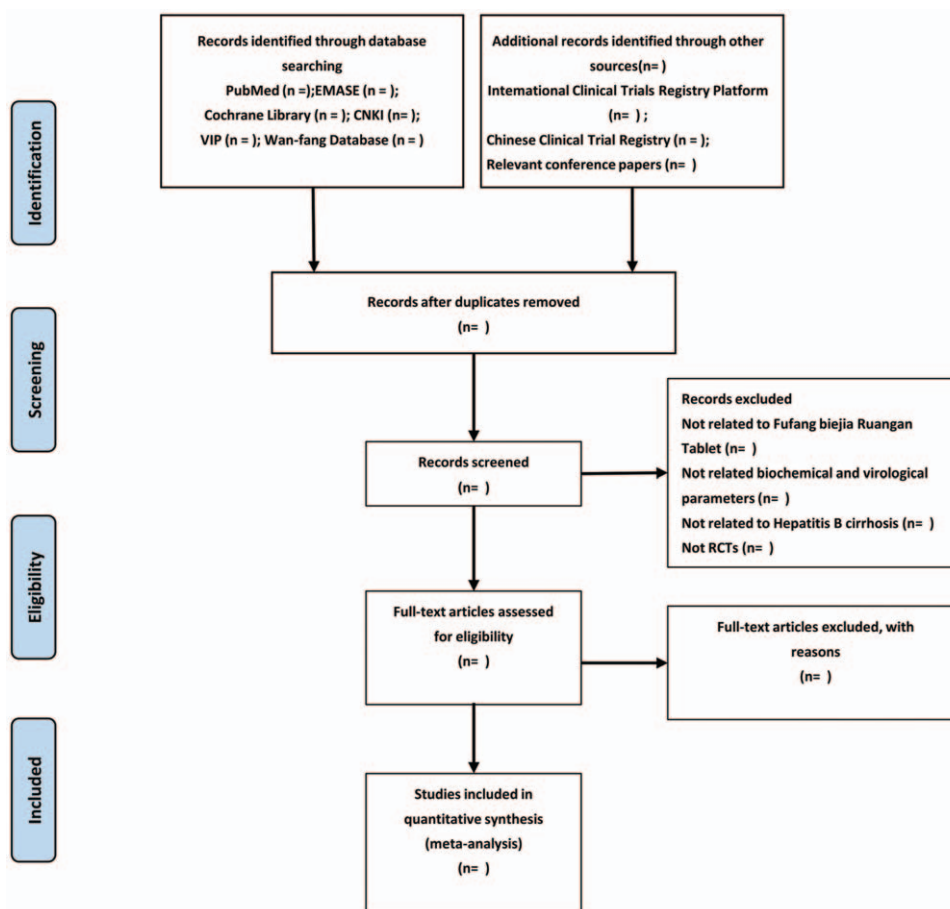 Identification
Records identified through database
searching
PubMed (n =);EMASE (n = );
Cochrane Library (n = ); CNKI (n= );
VIP (n = ); Wan-fang Database (n = )
Additional records identified through other
sources(n= )
International Clinical Trials Registry Platform
(n= ) ;
Chinese Clinical Trial Registry (n = );
Relevant conference papers (n= )
Screening
Records after duplicates removed
(n= )
Records screened
(n= )
Records excluded
Not related to Fufang biejia Ruangan
Tablet (n= )
Not related biochemical and virological
parameters (n= )
Not related to Hepatitis B cirrhosis (n= )
Not RCTs (n= )
Eligibility
Full-text articles assessed
for eligibility
(n= )
Full-text articles excluded, with
reasons
(n= )
Included
Studies included in
quantitative synthesis
(meta-analysis)
(n= )